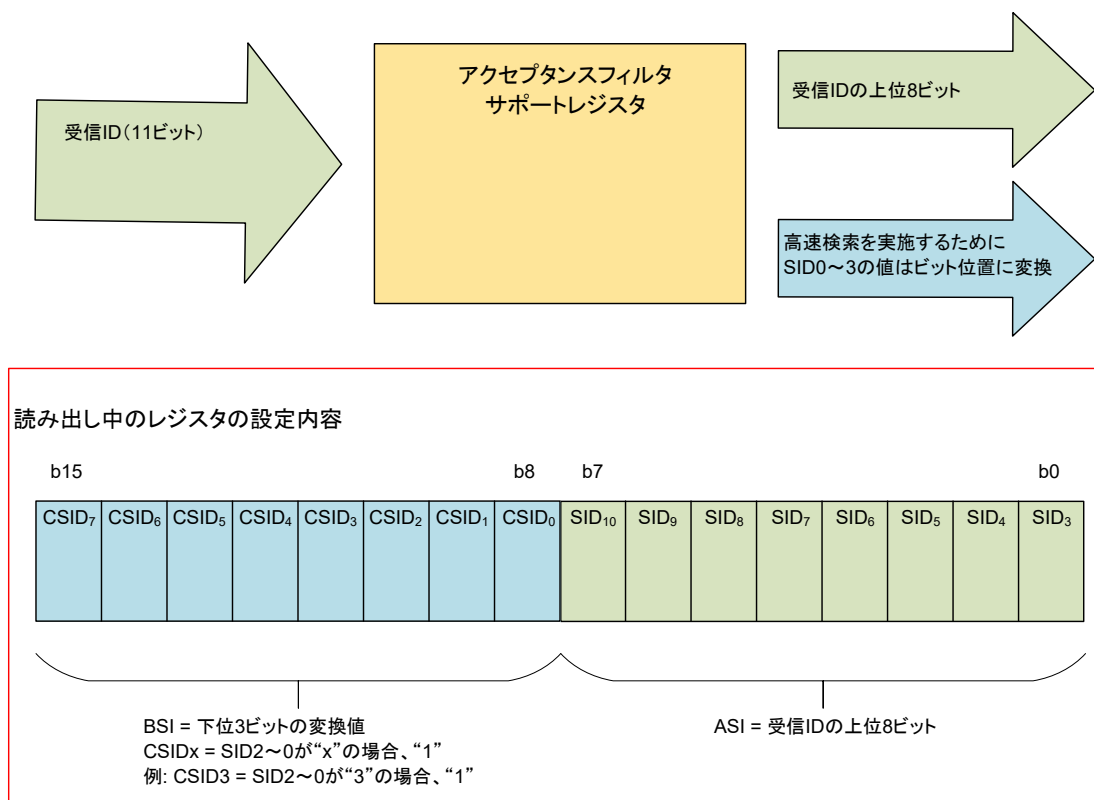 受信ID（11ビット）
アクセプタンスフィルタ
サポートレジスタ
受信IDの上位8ビット
高速検索を実施するために
SID0～3の値はビット位置に変換
読み出し中のレジスタの設定内容
b15 b8 b7 b0
CSID₇ CSID₆ CSID₅ CSID₄ CSID₃ CSID₂ CSID₁ CSID₀ SID₁₀ SID₉ SID₈ SID₇ SID₆ SID₅ SID₄ SID₃
BSI = 下位3ビットの変換値
CSIDx = SID2～0が“x”の場合、“1”
例: CSID3 = SID2～0が“3”の場合、“1”
ASI = 受信IDの上位8ビット